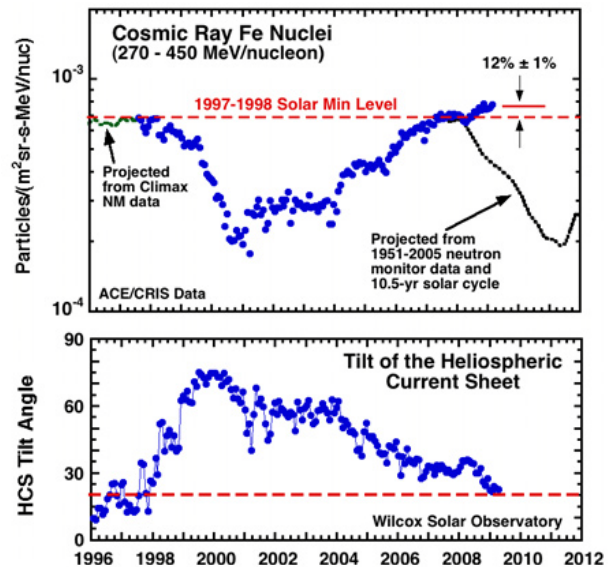 Cosmic Ray Fe Nuclei
(270 - 450 MeV/nucleon)
12% ± 1%
10⁻³
1997-1998 Solar Min Level
Projected
from Climax
NM data
Particles/(m²sr-s-MeV/nuc)
Projected from
1951-2005 neutron
monitor data and
10.5-yr solar cycle
ACE/CRIS Data
10⁻⁴
90
Tilt of the Heliospheric
Current Sheet
60
HCS Tilt Angle
30
Wilcox Solar Observatory
0
1996 1998 2000 2002 2004 2006 2008 2010 2012